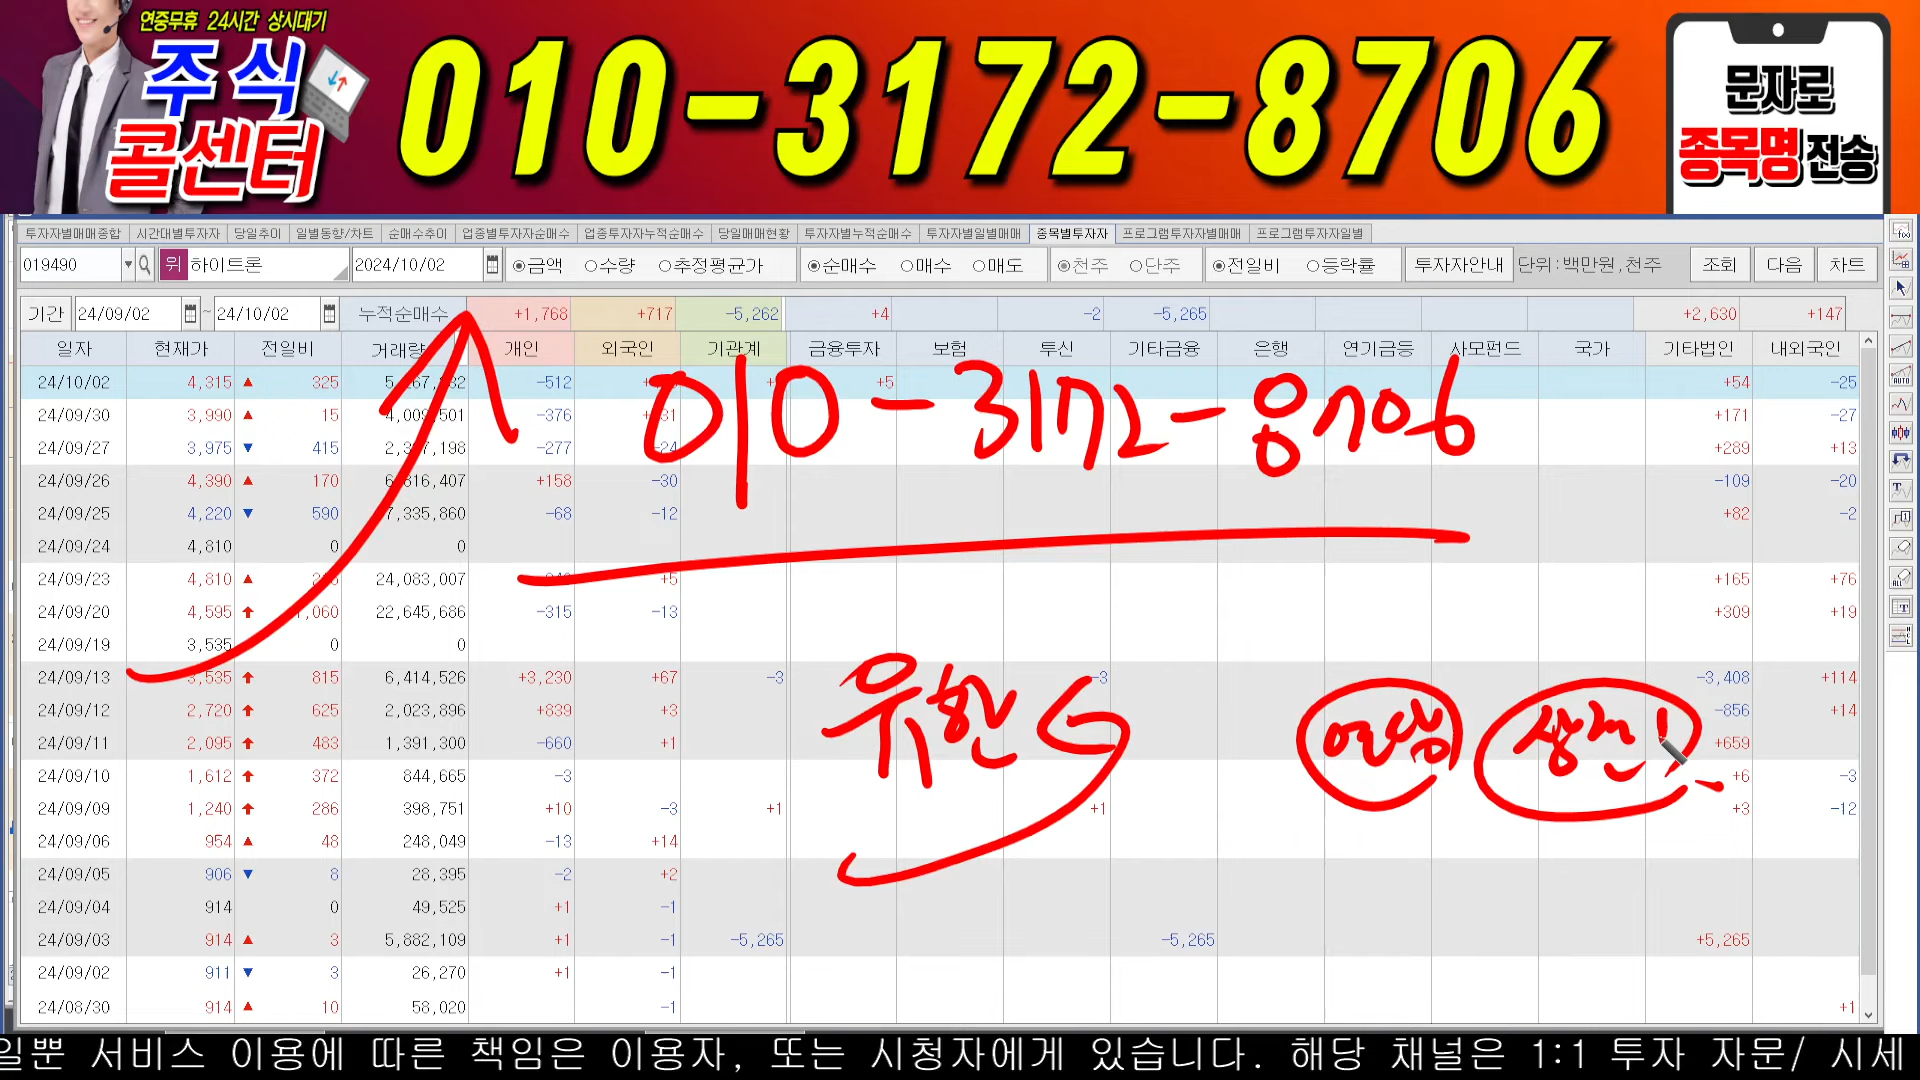 연중무휴 24시간 상시대기
주식
콜센터
010-3172-8706
문자로
종목명 전송
투자자별매매종합 시간대별투자자 당일추이 일별동향/차트 순매수추이 업종별투자자순매수 업종투자자누적순매수 당일매매현황 투자자별누적순매수 투자자별일별매매 종목별투자자 프로그램투자자별매매 프로그램투자자일별
019490 위 하이트론 2024/10/02 금액 수량 추정평균가 순매수 매수 매도 천주 단주 전일비 등락률 투자자안내 단위:백만원,천주 조회 다음 차트
기간 24/09/02 ~ 24/10/02 누적순매수 +1,768 +717 -5,262 +4 -2 -5,265 +2,630 +147
일자 현재가 전일비 거래량 개인 외국인 기관계 금융투자 보험 투신 기타금융 은행 연기금등 사모펀드 국가 기타법인 내외국인
24/10/02 4,315 ▲ 325 -512 +5 +54 -25
24/09/30 3,990 ▲ 15 -376 +171 -27
24/09/27 3,975 ▼ 415 -277 -24 +289 +13
010-3172-8706
24/09/26 4,390 ▲ 170 +158 -30 -109 -20
24/09/25 4,220 ▼ 590 7,335,860 -68 -12 +82 -2
24/09/24 4,810 0 0
24/09/23 4,810 ▲ 24,083,007 +5 +165 +76
24/09/20 4,595 ↑ 1,060 22,645,686 -315 -13 +309 +19
24/09/19 3,535 0 0
24/09/13 3,535 ↑ 815 6,414,526 +3,230 +67 -3 -3 -3,408 +114
24/09/12 2,720 ↑ 625 2,023,896 +839 +3 -856 +14
유한
24/09/11 2,095 ↑ 483 1,391,300 -660 +1 +659
24/09/10 1,612 ↑ 372 844,665 -3 +6 -3
24/09/09 1,240 ↑ 286 398,751 +10 -3 +1 +1 +3 -12
24/09/06 954 ▲ 48 248,049 -13 +14
24/09/05 906 ▼ 8 28,395 -2 +2
24/09/04 914 0 49,525 +1 -1
24/09/03 914 ▲ 3 5,882,109 +1 -1 -5,265 -5,265 +5,265
24/09/02 911 ▼ 3 26,270 +1 -1
24/08/30 914 ▲ 10 58,020 -1 +1
일뿐 서비스 이용에 따른 책임은 이용자, 또는 시청자에게 있습니다. 해당 채널은 1:1 투자 자문/ 시세